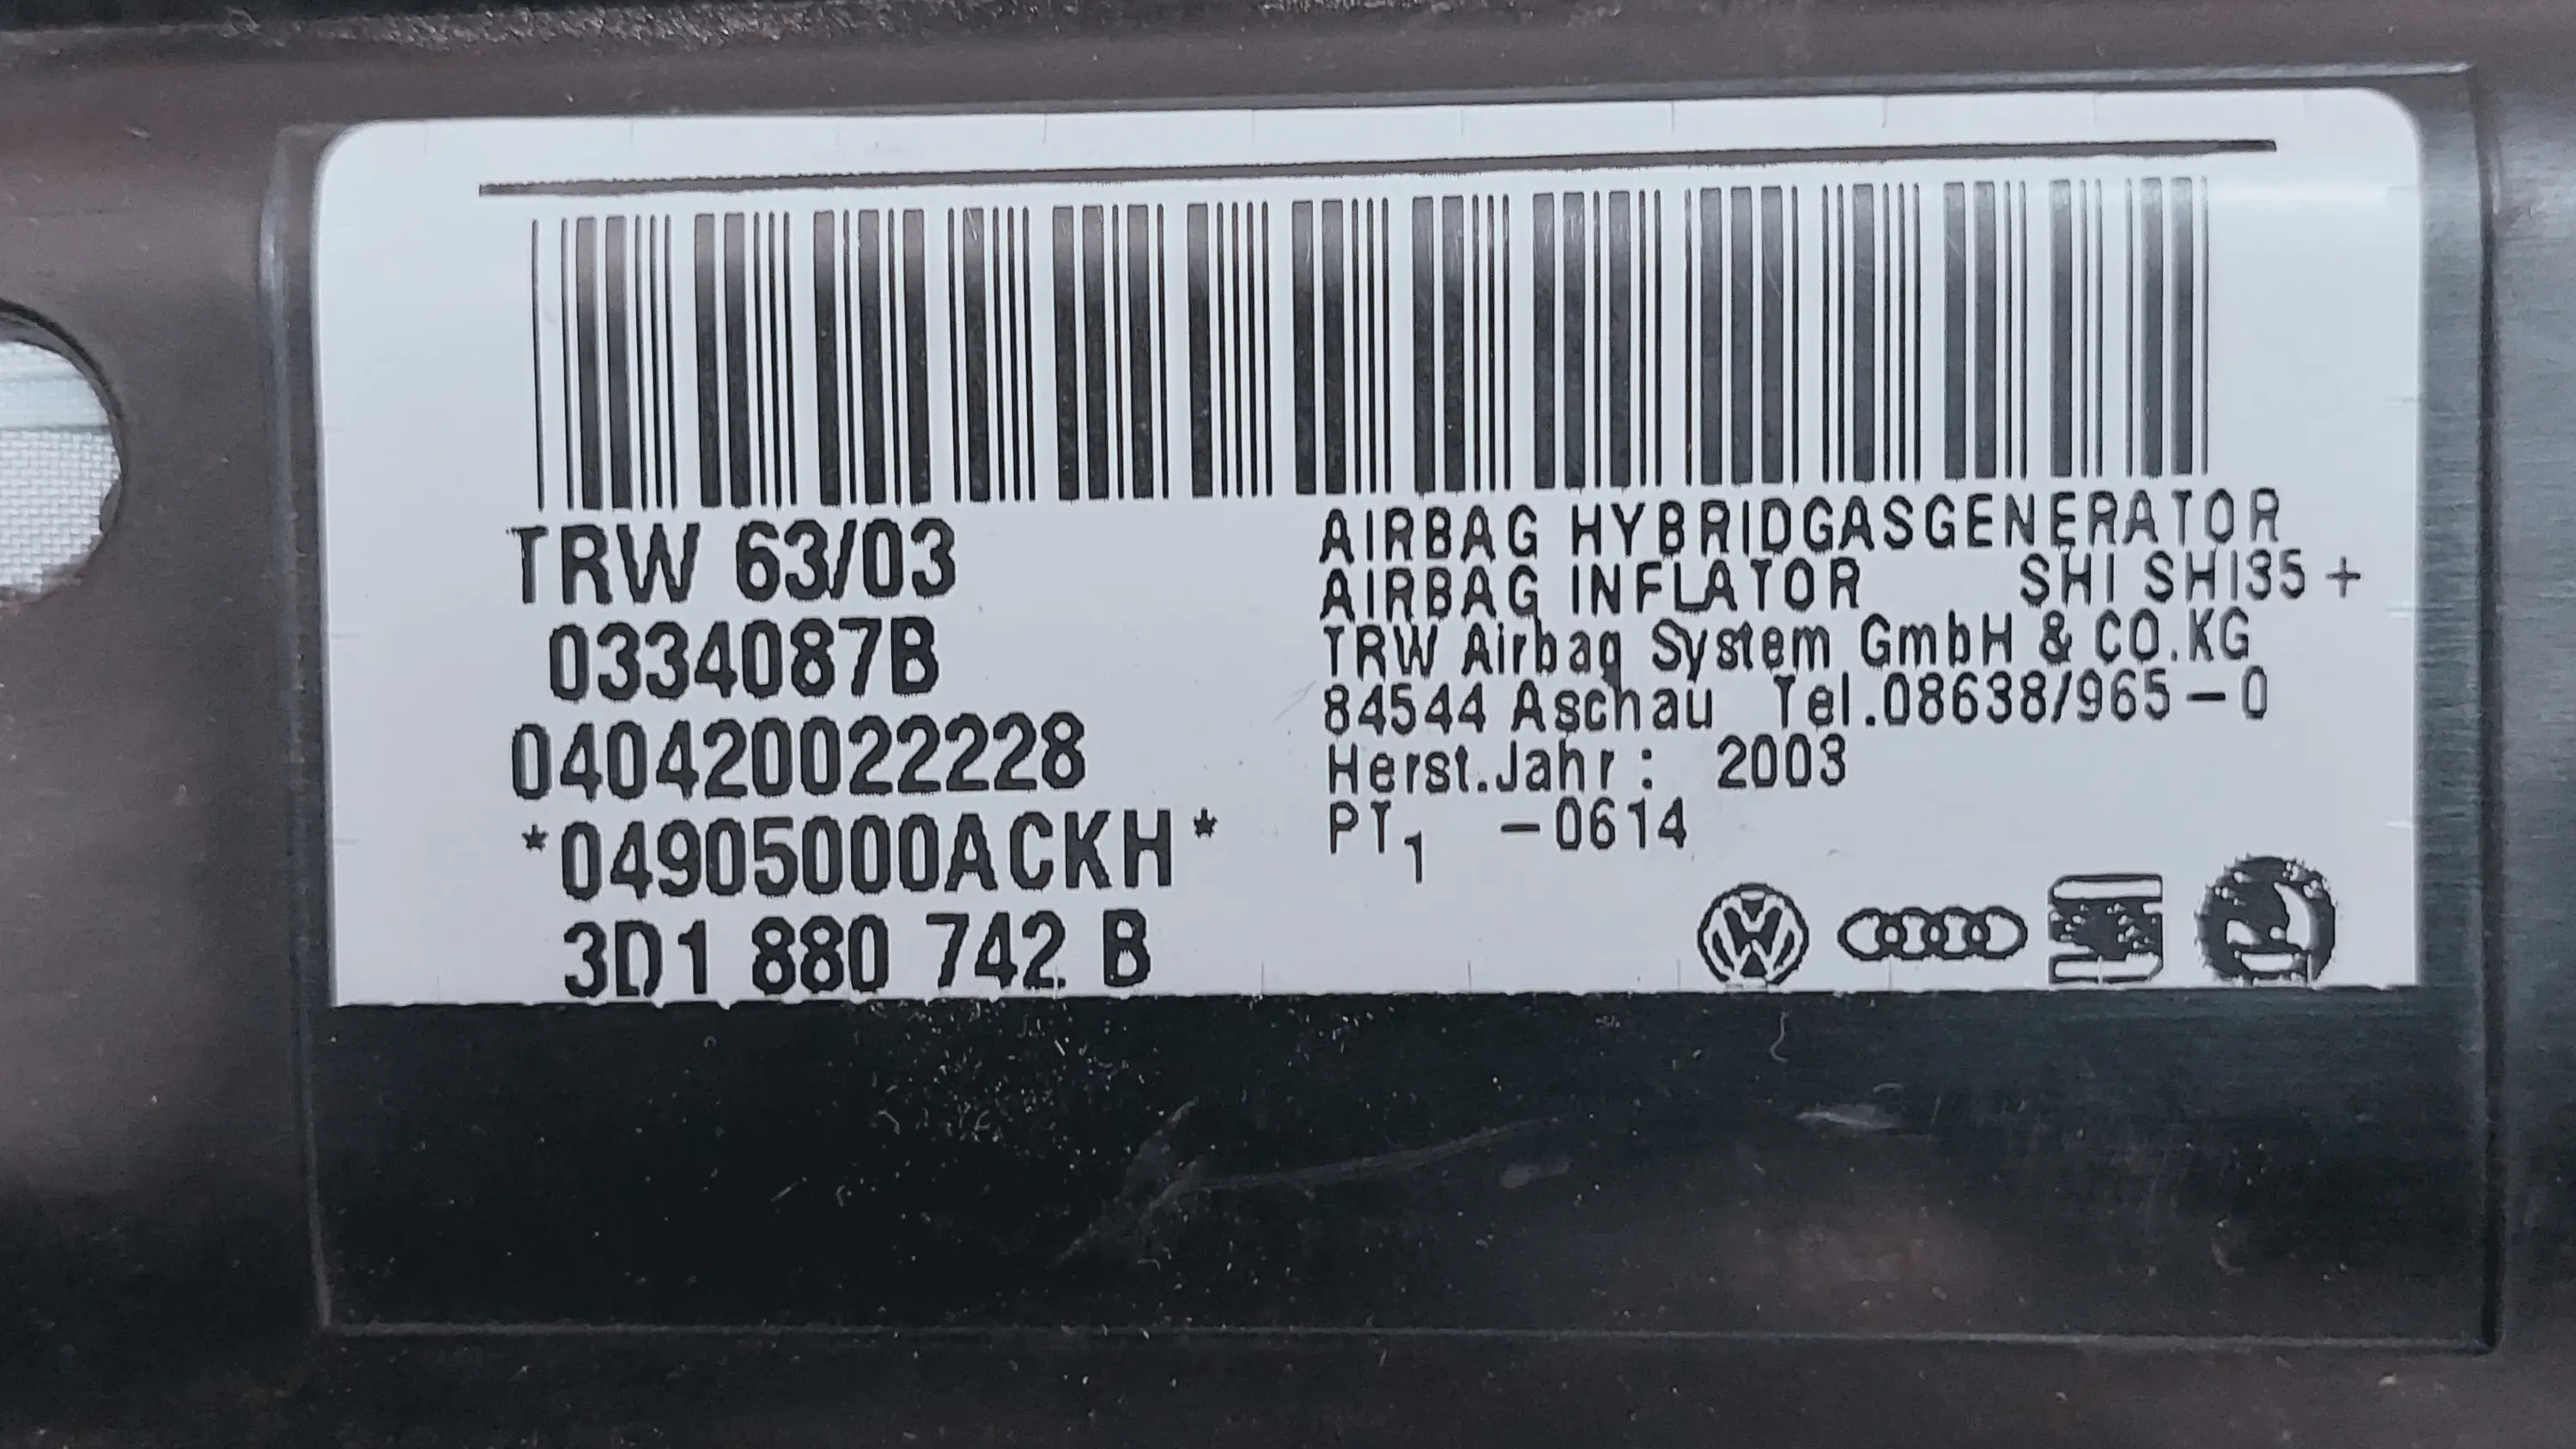 TRW 63/03
0334087B
040420022228
*04905000ACKH*
3D1 880 742 B
AIRBAG HYBRIDGASGENERATOR
AIRBAG INFLATOR SHI SHI35 +
TRW Airbag System GmbH & CO.KG
84544 Aschau Tel.08638/965-0
Herst.Jahr: 2003
PT1 -0614